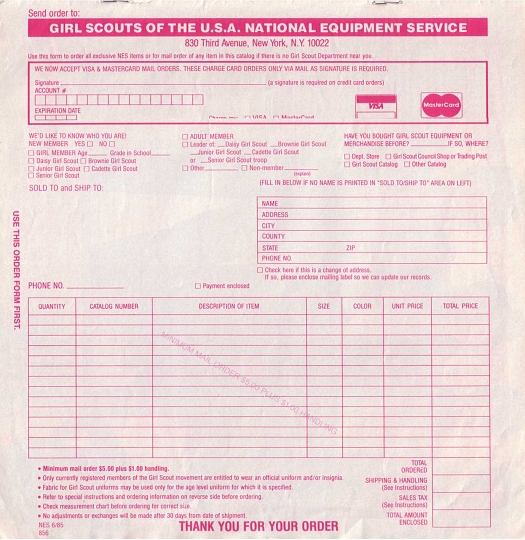 Send order to:
GIRL SCOUTS OF THE U.S.A. NATIONAL EQUIPMENT SERVICE
830 Third Avenue, New York, N.Y. 10022
Use this form to order all exclusive NES items or for mail order of any item in this catalog if there is no Girl Scout Department near you.
WE NOW ACCEPT VISA & MASTERCARD MAIL ORDERS. THESE CHARGE CARD ORDERS ONLY VIA MAIL AS SIGNATURE IS REQUIRED.
Signature (a signature is required on credit card orders)
ACCOUNT #
EXPIRATION DATE
Charge my: VISA MasterCard
VISA
MasterCard
WE'D LIKE TO KNOW WHO YOU ARE!
NEW MEMBER YES NO
GIRL MEMBER Age Grade in School
Daisy Girl Scout Brownie Girl Scout
Junior Girl Scout Cadette Girl Scout
Senior Girl Scout
ADULT MEMBER
Leader of: Daisy Girl Scout Brownie Girl Scout
Junior Girl Scout Cadette Girl Scout
or Senior Girl Scout troop
Other Non-member
(explain)
HAVE YOU BOUGHT GIRL SCOUT EQUIPMENT OR
MERCHANDISE BEFORE? IF SO, WHERE?
Dept. Store Girl Scout Council Shop or Trading Post
Girl Scout Catalog Other Catalog
(FILL IN BELOW IF NO NAME IS PRINTED IN "SOLD TO/SHIP TO" AREA ON LEFT)
SOLD TO and SHIP TO:
NAME
ADDRESS
CITY
COUNTY
STATE ZIP
PHONE NO.
Check here if this is a change of address.
If so, please enclose mailing label so we can update our records.
USE THIS ORDER FORM FIRST.
PHONE NO.
Payment enclosed
QUANTITY CATALOG NUMBER DESCRIPTION OF ITEM SIZE COLOR UNIT PRICE TOTAL PRICE
MINIMUM MAIL ORDER $5.00 PLUS $1.00 HANDLING
• Minimum mail order $5.00 plus $1.00 handling.
• Only currently registered members of the Girl Scout movement are entitled to wear an official uniform and/or insignia.
• Fabric for Girl Scout uniforms may be used only for the age level uniform for which it is specified.
• Refer to special instructions and ordering information on reverse side before ordering.
• Check measurement chart before ordering for correct size.
• No adjustments or exchanges will be made after 30 days from date of shipment.
TOTAL
ORDERED
SHIPPING & HANDLING
(See Instructions)
SALES TAX
(See Instructions)
TOTAL AMOUNT
ENCLOSED
NES 6/85
856
THANK YOU FOR YOUR ORDER